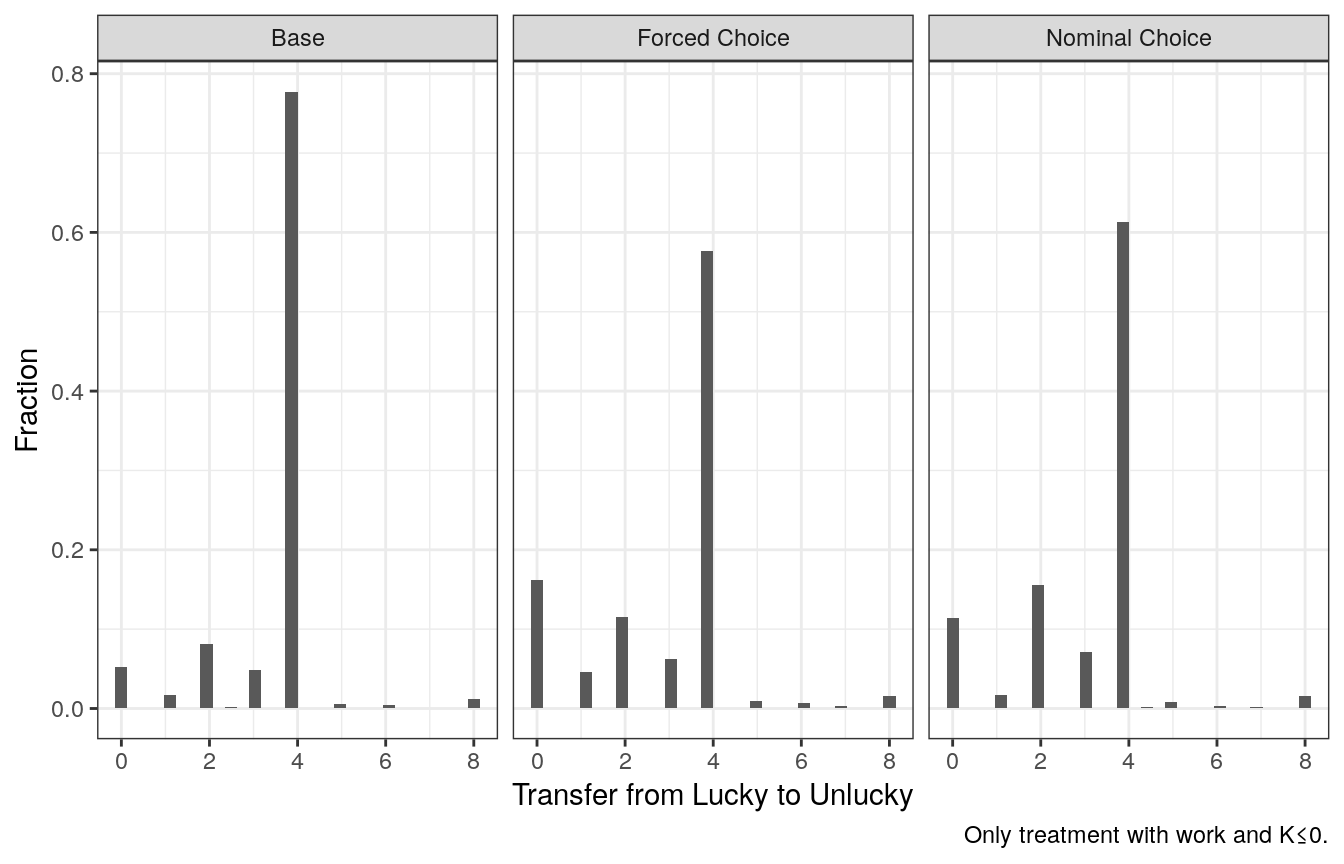 Base Forced Choice Nominal Choice
0.8
0.6
0.4
0.2
0.0
Fraction
0 2 4 6 8 0 2 4 6 8 0 2 4 6 8
Transfer from Lucky to Unlucky
Only treatment with work and K≤0.